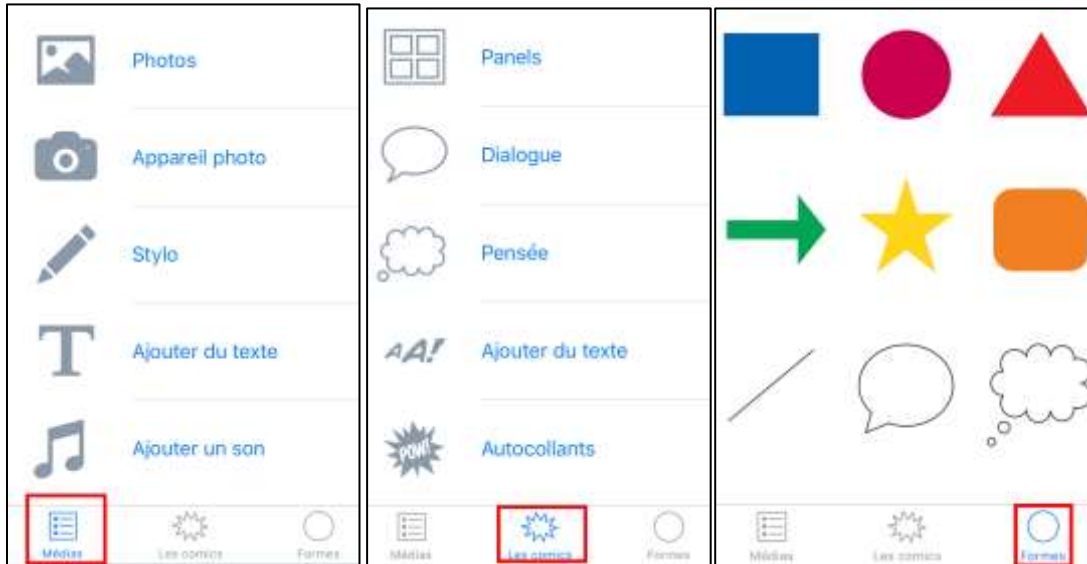 Photos
Appareil photo
Stylo
T
Ajouter du texte
Ajouter un son
Médias
Les comics
Formes
Panels
Dialogue
Pensée
AA!
Ajouter du texte
POW!
Autocollants
Médias
Les comics
Formes
Médias
Les comics
Formes